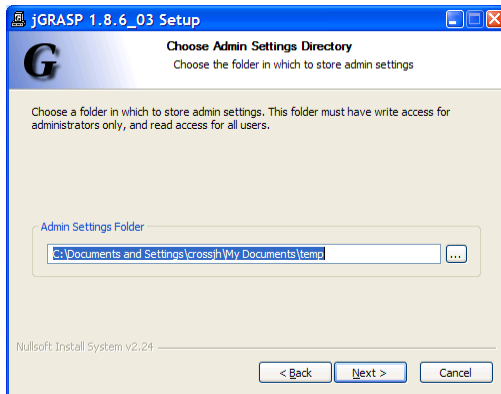 jGRASP 1.8.6_03 Setup
G
Choose Admin Settings Directory
Choose the folder in which to store admin settings
Choose a folder in which to store admin settings. This folder must have write access for
administrators only, and read access for all users.
Admin Settings Folder
C:\Documents and Settings\crossjh\My Documents\temp
...
Nullsoft Install System v2.24
< Back
Next >
Cancel